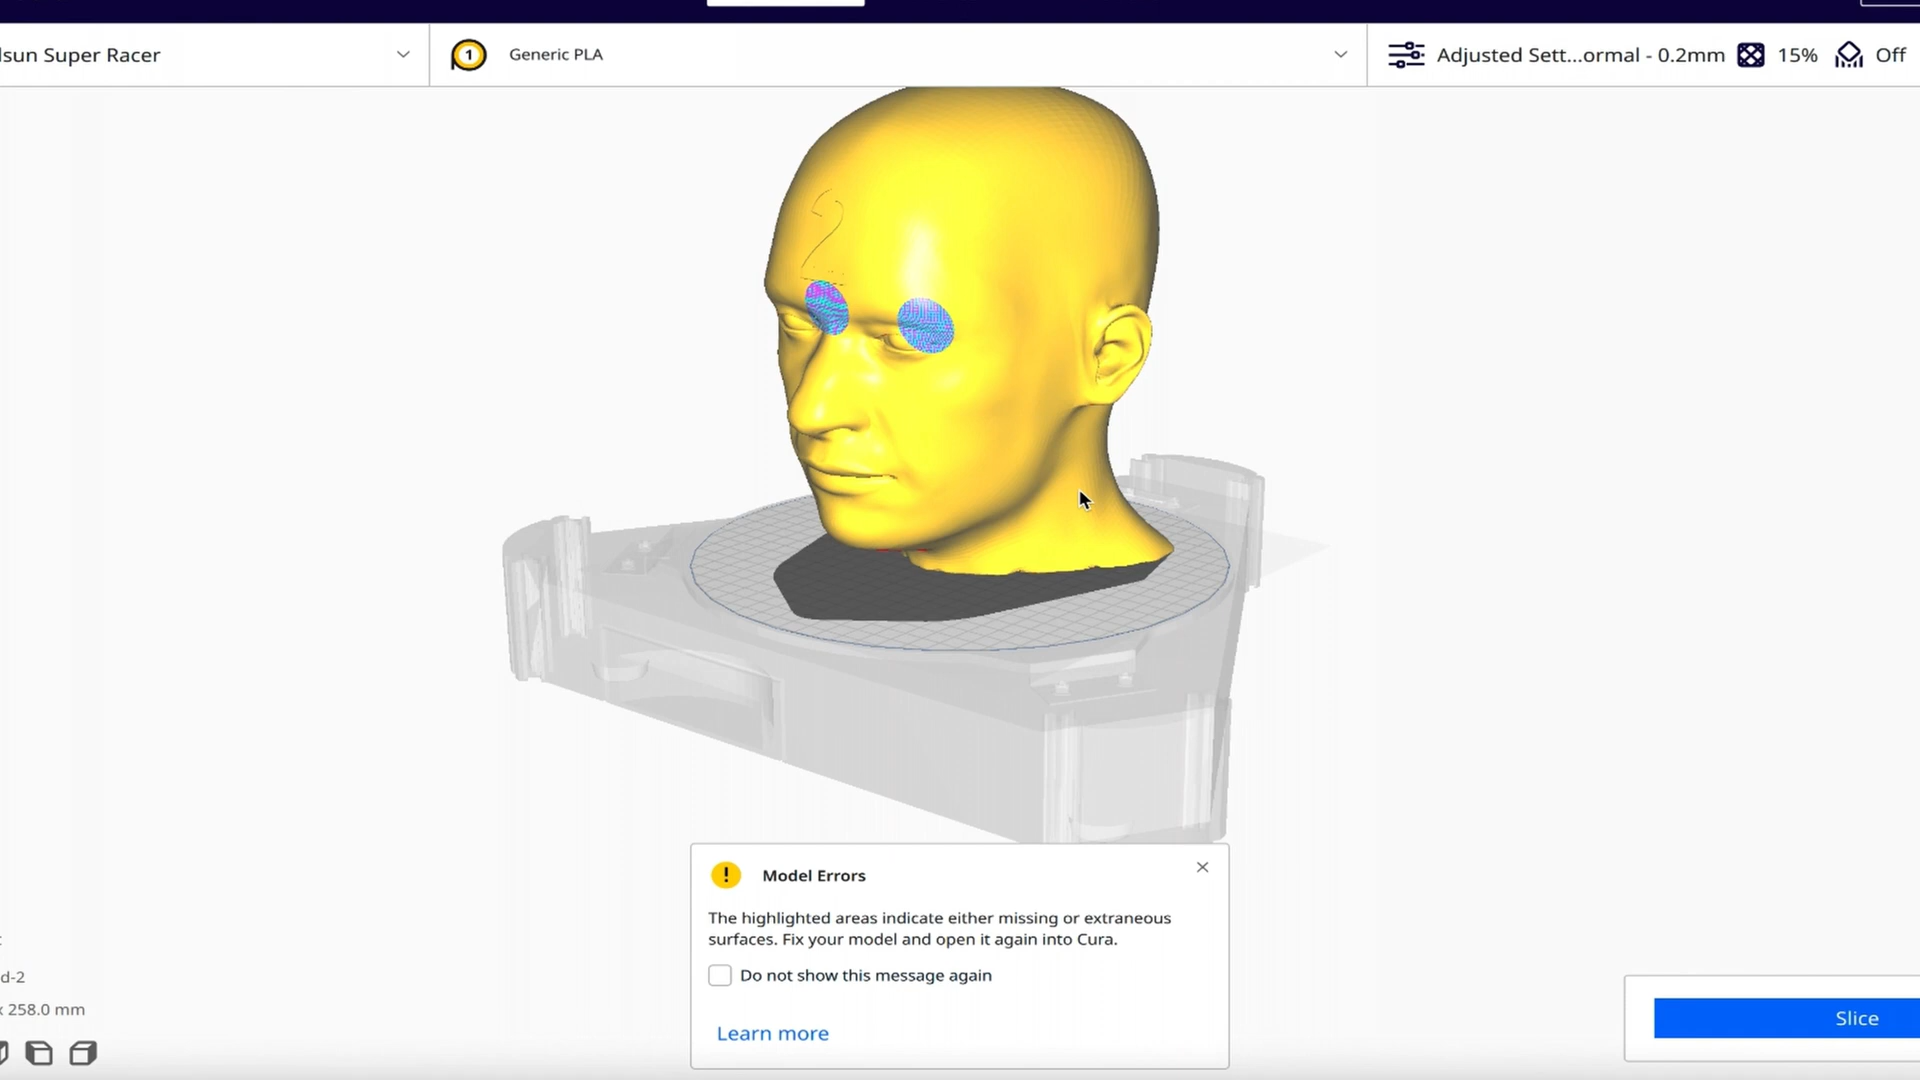 lsun Super Racer
1
Generic PLA
Adjusted Sett...ormal - 0.2mm
15%
Off
2
!
Model Errors
The highlighted areas indicate either missing or extraneous
surfaces. Fix your model and open it again into Cura.
Do not show this message again
Learn more
d-2
x 258.0 mm
Slice